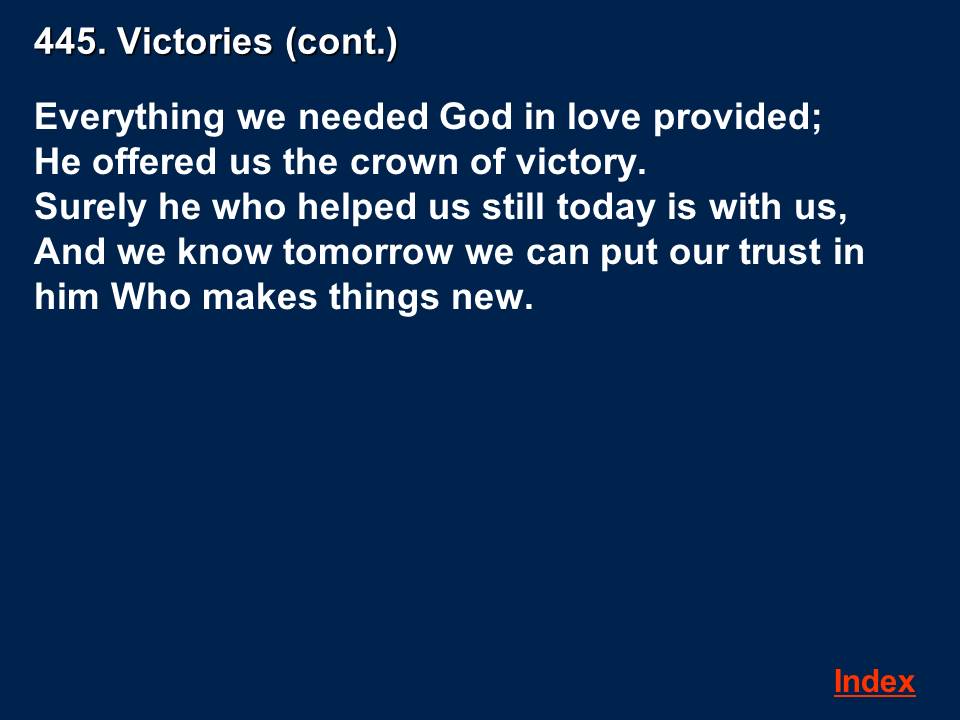 445. Victories (cont.)
Everything we needed God in love provided;
He offered us the crown of victory.
Surely he who helped us still today is with us,
And we know tomorrow we can put our trust in
him Who makes things new.
Index